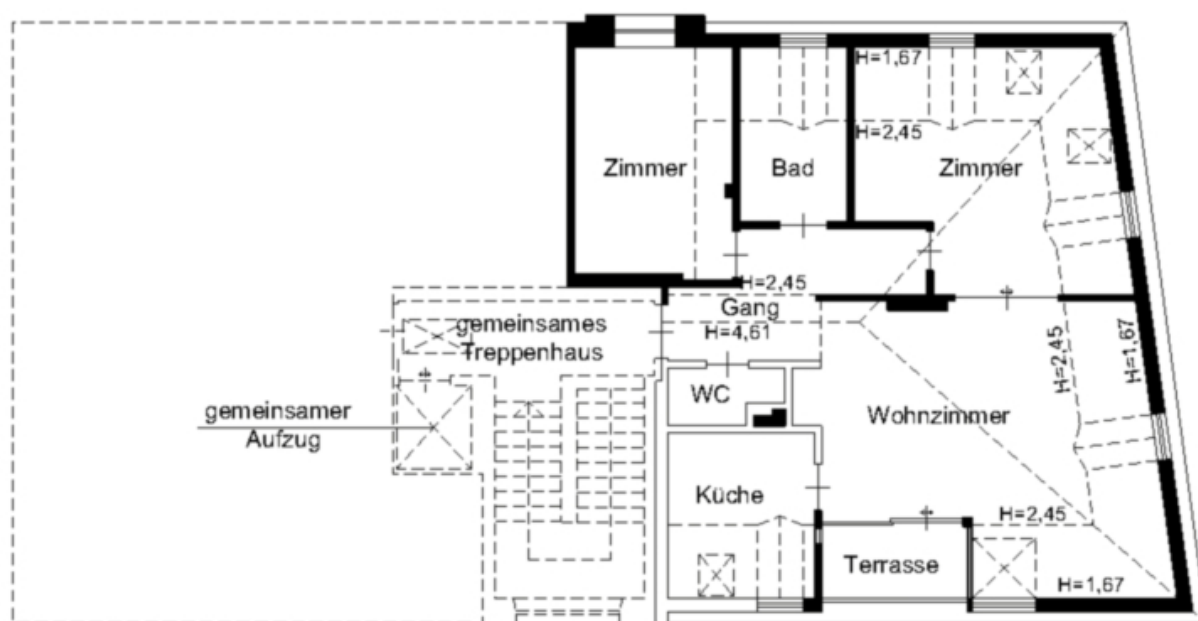 H=1,67
H=2,45
Zimmer
Bad
Zimmer
H=2,45
Gang
H=4,61
gemeinsames
Treppenhaus
H=2,45
H=1,67
WC
gemeinsamer
Aufzug
Wohnzimmer
Küche
H=2,45
Terrasse
H=1,67